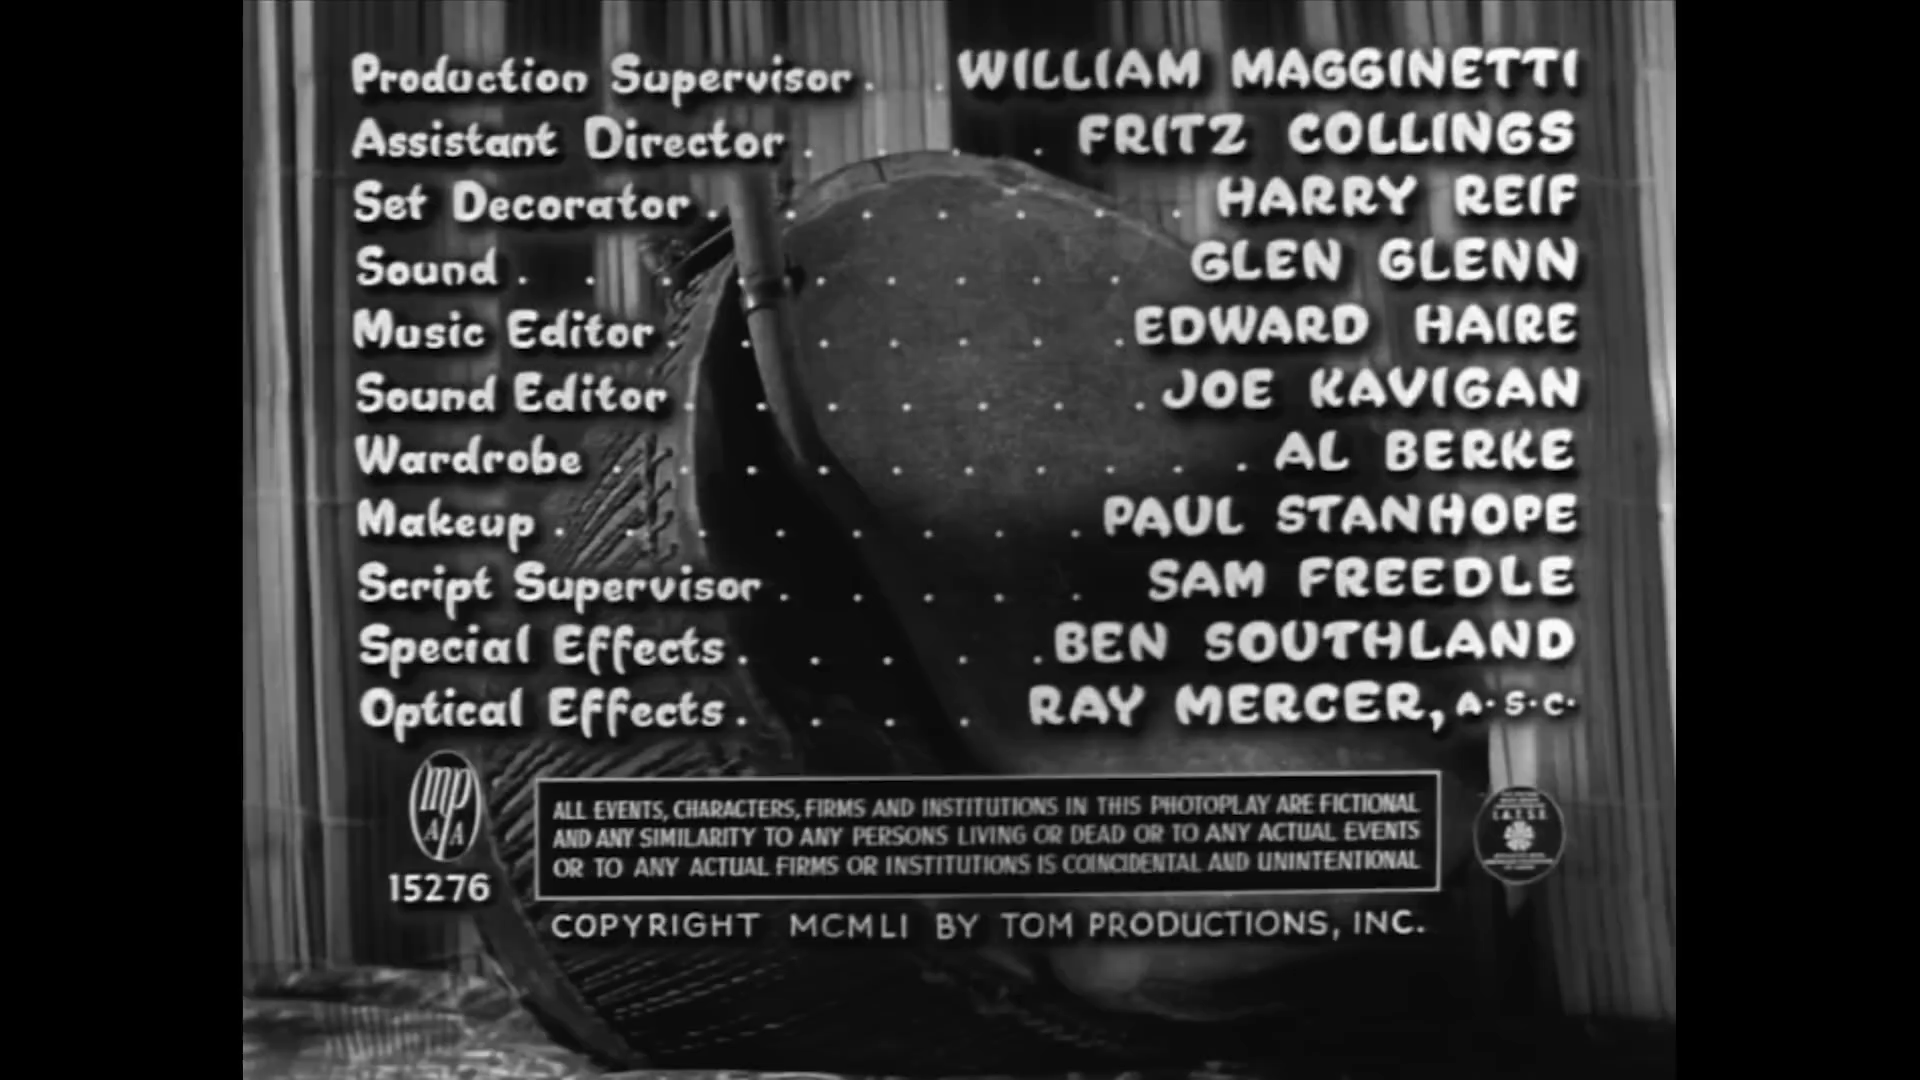 Production Supervisor . . WILLIAM MAGGINETTI
Assistant Director . . . . FRITZ COLLINGS
Set Decorator . . . . . . . HARRY REIF
Sound . . . . . . . . . GLEN GLENN
Music Editor . . . . . . . EDWARD HAIRE
Sound Editor . . . . . . . JOE KAVIGAN
Wardrobe . . . . . . . . . . AL BERKE
Makeup . . . . . . . . PAUL STANHOPE
Script Supervisor . . . . . SAM FREEDLE
Special Effects . . . . . BEN SOUTHLAND
Optical Effects . . . . RAY MERCER, A.S.C.
MPAA
15276
ALL EVENTS, CHARACTERS, FIRMS AND INSTITUTIONS IN THIS PHOTOPLAY ARE FICTIONAL
AND ANY SIMILARITY TO ANY PERSONS LIVING OR DEAD OR TO ANY ACTUAL EVENTS
OR TO ANY ACTUAL FIRMS OR INSTITUTIONS IS COINCIDENTAL AND UNINTENTIONAL
I.A.T.S.E.
COPYRIGHT MCMLI BY TOM PRODUCTIONS, INC.